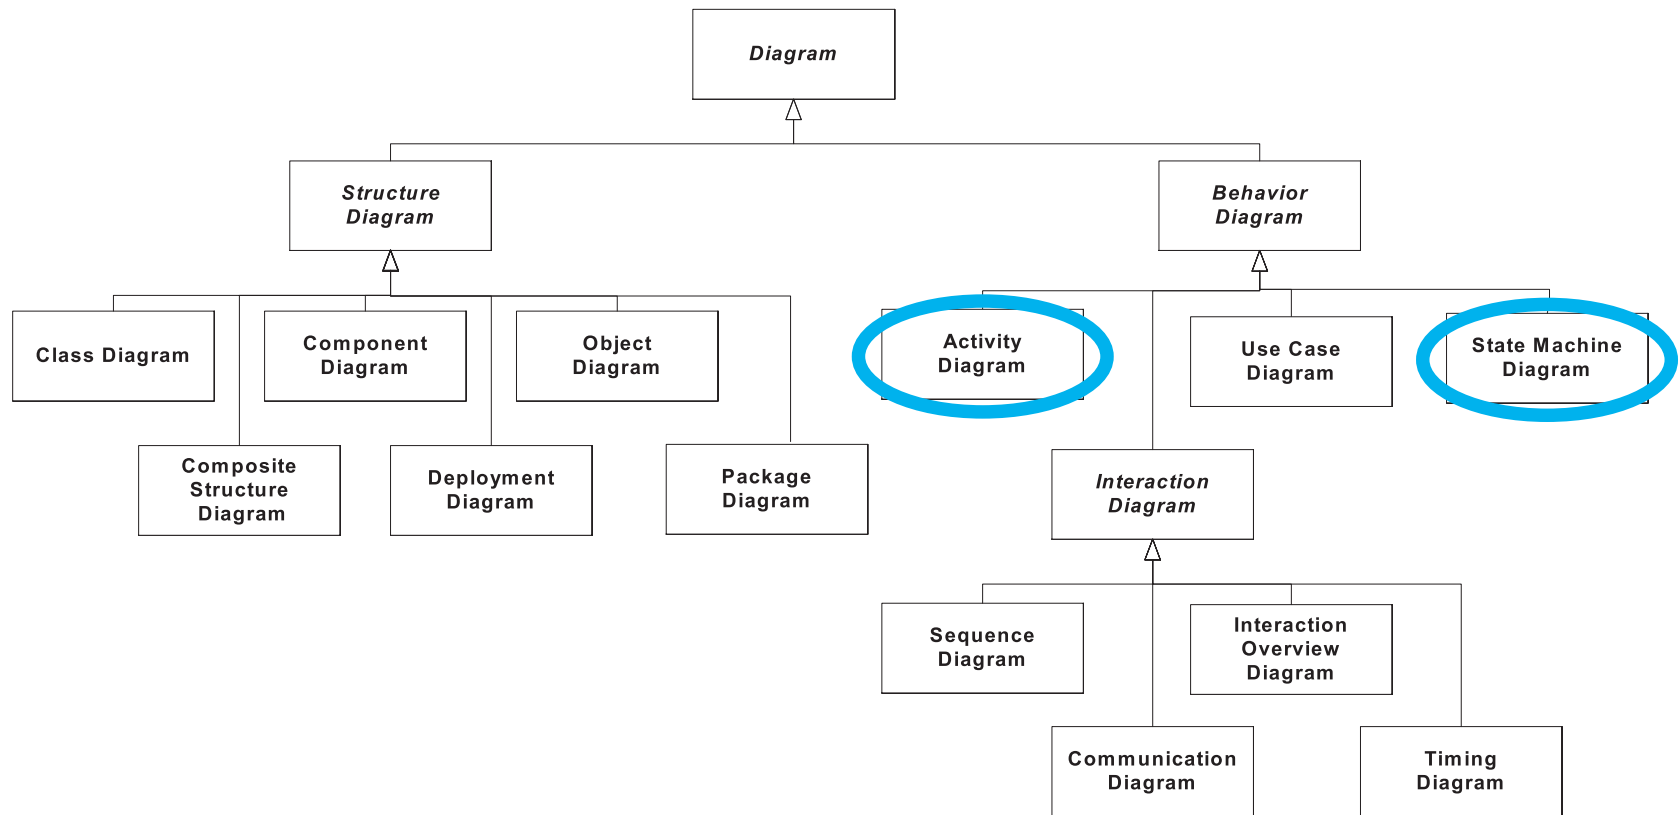 Diagram
Structure
Diagram
Behavior
Diagram
Class Diagram
Component
Diagram
Object
Diagram
Activity
Diagram
Use Case
Diagram
State Machine
Diagram
Composite
Structure
Diagram
Deployment
Diagram
Package
Diagram
Interaction
Diagram
Sequence
Diagram
Interaction
Overview
Diagram
Communication
Diagram
Timing
Diagram